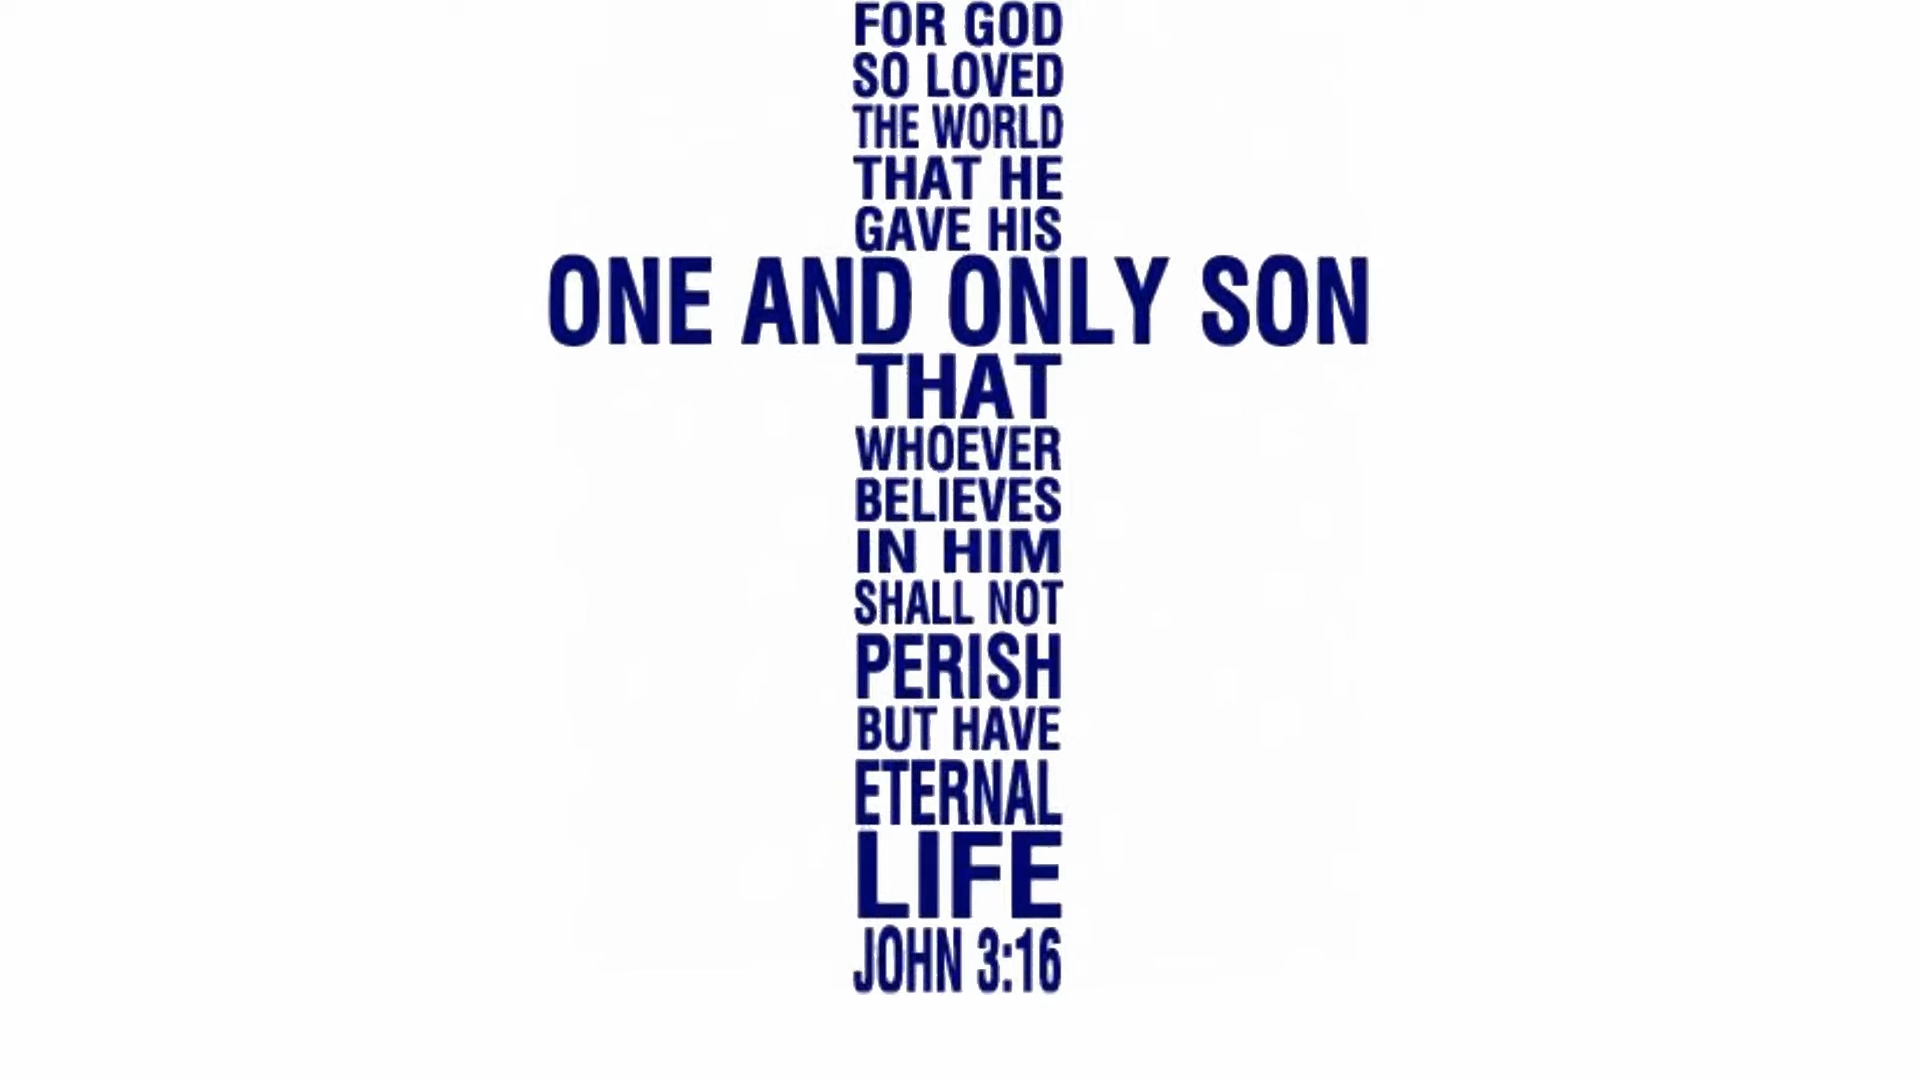 FOR GOD
SO LOVED
THE WORLD
THAT HE
GAVE HIS
ONE AND ONLY SON
THAT
WHOEVER
BELIEVES
IN HIM
SHALL NOT
PERISH
BUT HAVE
ETERNAL
LIFE
JOHN 3:16